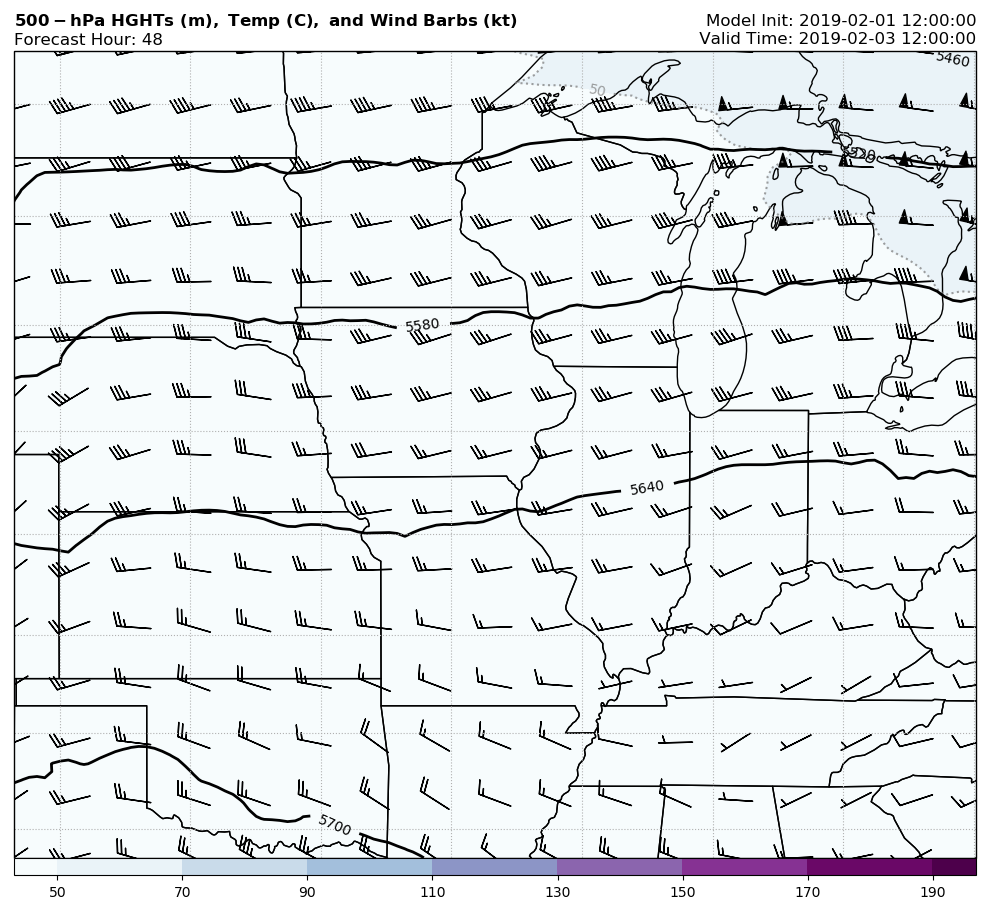 500-hPa HGHTs (m), Temp (C), and Wind Barbs (kt)
Model Init: 2019-02-01 12:00:00
Forecast Hour: 48
Valid Time: 2019-02-03 12:00:00
5460
50
5580
5640
5700
50 70 90 110 130 150 170 190